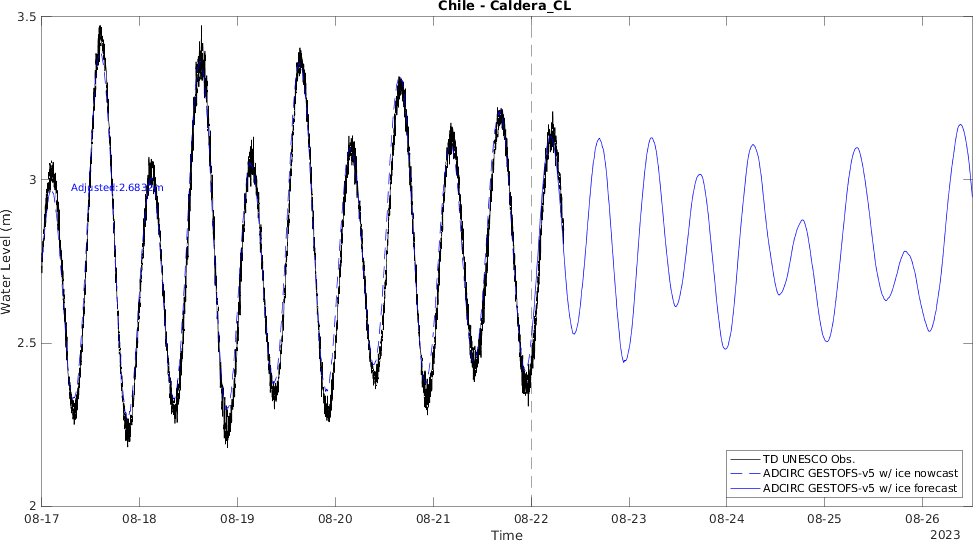 Chile - Caldera_CL
3.5
3
2.5
2
Water Level (m)
Adjusted:2.6832m
08-17 08-18 08-19 08-20 08-21 08-22 08-23 08-24 08-25 08-26
Time
2023
TD UNESCO Obs.
ADCIRC GESTOFS-v5 w/ ice nowcast
ADCIRC GESTOFS-v5 w/ ice forecast